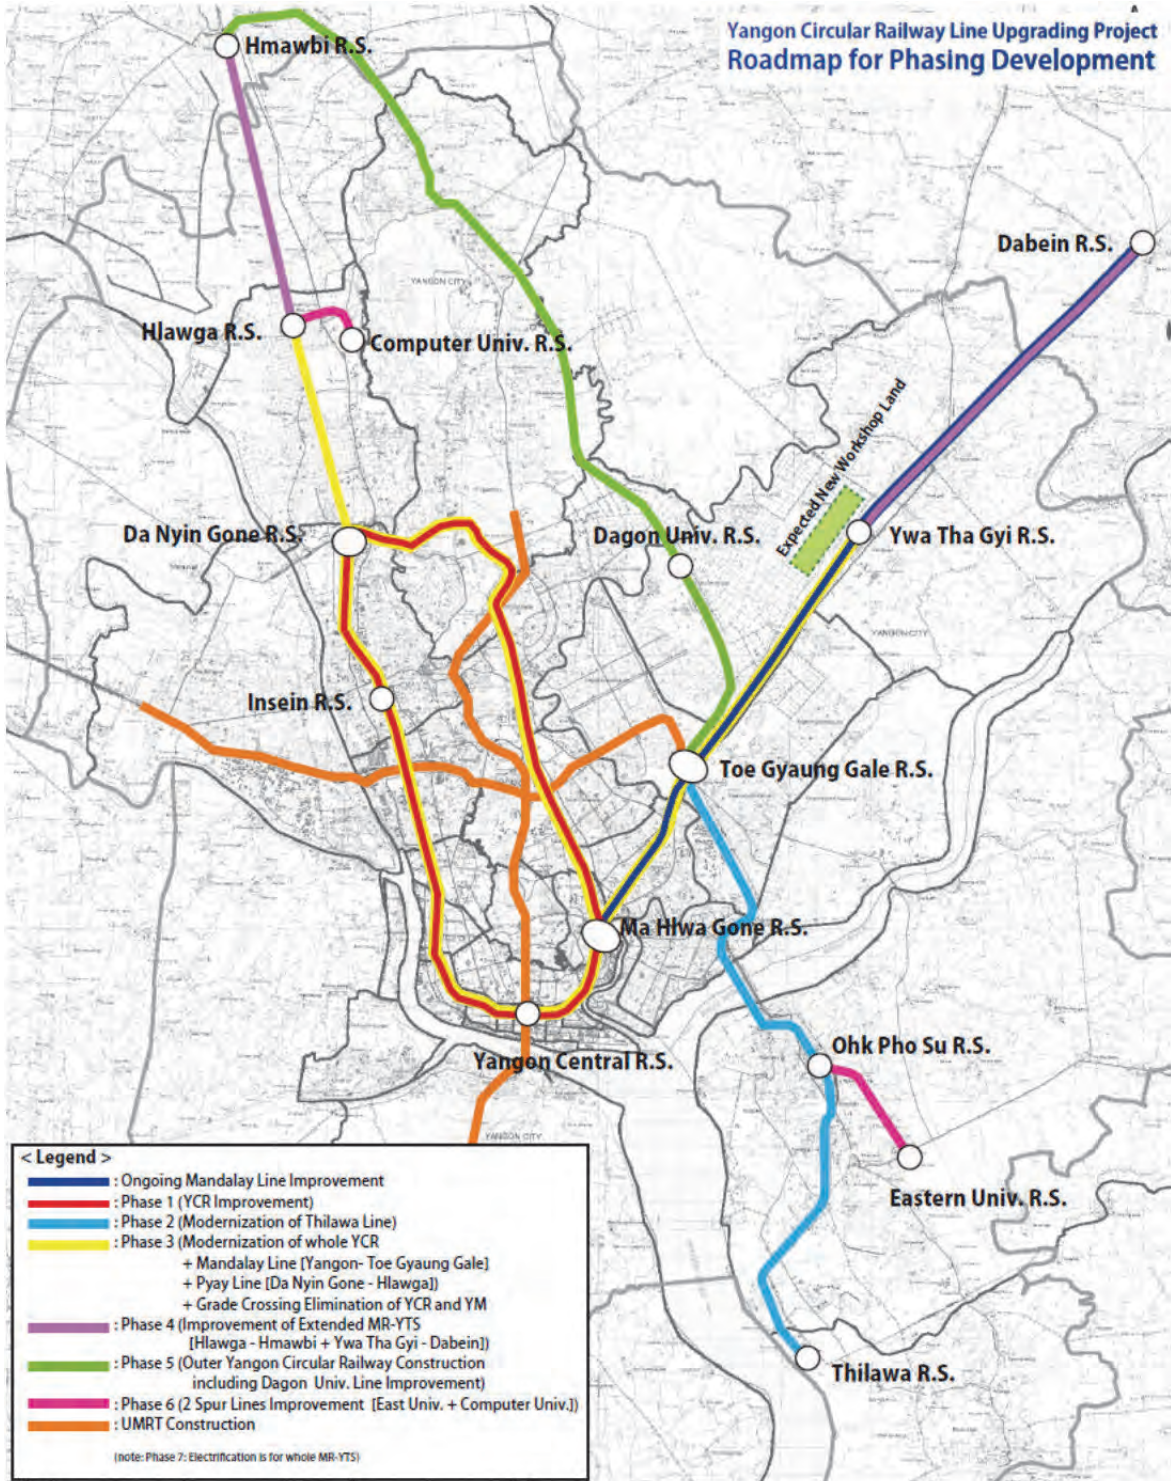 Yangon Circular Railway Line Upgrading Project
Roadmap for Phasing Development
Hmawbi R.S.
Dabein R.S.
YANGON CITY
Hlawga R.S.
Computer Univ. R.S.
Expected New Workshop Land
Da Nyin Gone R.S.
Dagon Univ. R.S.
Ywa Tha Gyi R.S.
YANGON CITY
Insein R.S.
Toe Gyaung Gale R.S.
Ma Hlwa Gone R.S.
Ohk Pho Su R.S.
Yangon Central R.S.
YANGON CITY
Eastern Univ. R.S.
Thilawa R.S.
< Legend >
: Ongoing Mandalay Line Improvement
: Phase 1 (YCR Improvement)
: Phase 2 (Modernization of Thilawa Line)
: Phase 3 (Modernization of whole YCR
+ Mandalay Line [Yangon- Toe Gyaung Gale]
+ Pyay Line [Da Nyin Gone - Hlawga])
+ Grade Crossing Elimination of YCR and YM
: Phase 4 (Improvement of Extended MR-YTS
[Hlawga - Hmawbi + Ywa Tha Gyi - Dabein])
: Phase 5 (Outer Yangon Circular Railway Construction
including Dagon Univ. Line Improvement)
: Phase 6 (2 Spur Lines Improvement [East Univ. + Computer Univ.])
: UMRT Construction
(note: Phase 7: Electrification is for whole MR-YTS)